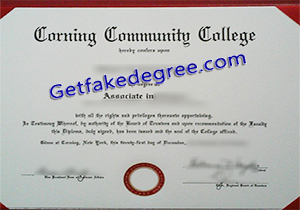 Corning Community College
hereby confers upon
Getfakedegree.com
Associate in
with all the rights and privileges thereunto appertaining.
In Testimony Whereof, by authority of the Board of Trustees and upon recommendation of the Faculty
this Diploma, duly signed, has been issued and the seal of the College affixed.
Given at Corning, New York, this twenty-first day of December,